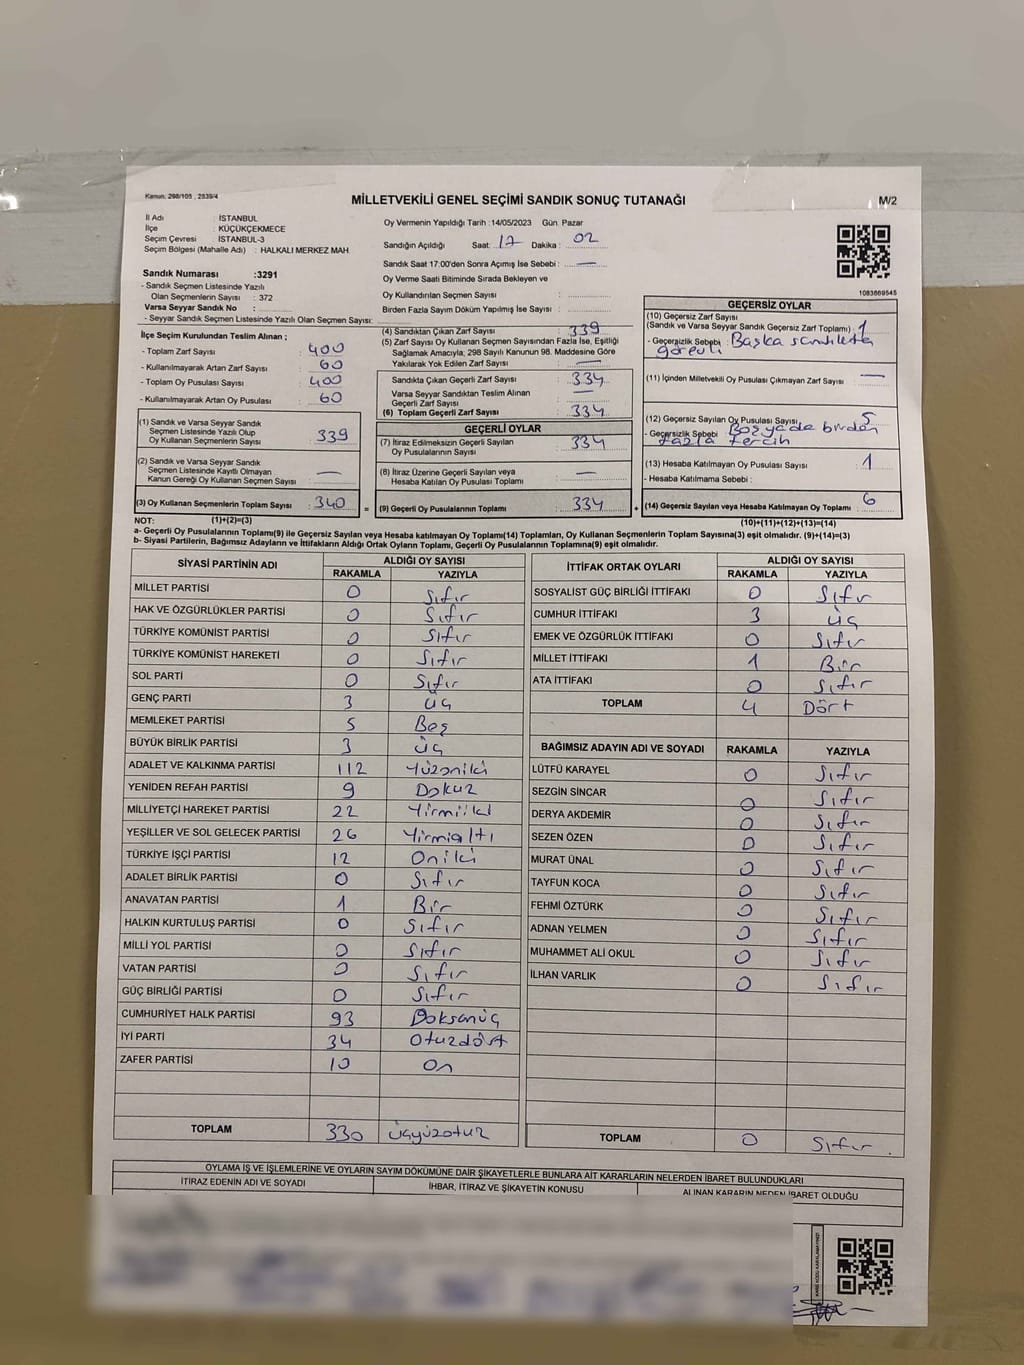 Kanun: 298/105 , 2839/4
MİLLETVEKİLİ GENEL SEÇİMİ SANDIK SONUÇ TUTANAĞI
M/2
İl Adı : İSTANBUL
İlçe : KÜÇÜKÇEKMECE
Seçim Çevresi : İSTANBUL-3
Seçim Bölgesi (Mahalle Adı) : HALKALI MERKEZ MAH.
Sandık Numarası :3291
- Sandık Seçmen Listesinde Yazılı
Olan Seçmenlerin Sayısı : 372
Varsa Seyyar Sandık No :
- Seyyar Sandık Seçmen Listesinde Yazılı Olan Seçmen Sayısı:
Oy Vermenin Yapıldığı Tarih :14/05/2023 Gün: Pazar
Sandığın Açıldığı Saat: 17 Dakika : 02
Sandık Saat 17:00'den Sonra Açımış İse Sebebi : —
Oy Verme Saati Bitiminde Sırada Bekleyen ve
Oy Kullandırılan Seçmen Sayısı :
Birden Fazla Sayım Döküm Yapılmış İse Sayısı :
1083669545
İlçe Seçim Kurulundan Teslim Alınan ;
- Toplam Zarf Sayısı : 400
- Kullanılmayarak Artan Zarf Sayısı : 60
- Toplam Oy Pusulası Sayısı : 400
- Kullanılmayarak Artan Oy Pusulası : 60
(1) Sandık ve Varsa Seyyar Sandık
Seçmen Listesinde Yazılı Olup
Oy Kullanan Seçmenlerin Sayısı : 339
(2) Sandık ve Varsa Seyyar Sandık
Seçmen Listesinde Kayıtlı Olmayan
Kanun Gereği Oy Kullanan Seçmen Sayısı : —
(3) Oy Kullanan Seçmenlerin Toplam Sayısı : 340 =
(4) Sandıktan Çıkan Zarf Sayısı : 339
(5) Zarf Sayısı Oy Kullanan Seçmen Sayısından Fazla İse, Eşitliği
Sağlamak Amacıyla, 298 Sayılı Kanunun 98. Maddesine Göre
Yakılarak Yok Edilen Zarf Sayısı : —
Sandıkta Çıkan Geçerli Zarf Sayısı : 334
Varsa Seyyar Sandıktan Teslim Alınan
Geçerli Zarf Sayısı : —
(6) Toplam Geçerli Zarf Sayısı : 334
GEÇERLİ OYLAR
(7) İtiraz Edilmeksizin Geçerli Sayılan
Oy Pusulalarının Sayısı : 334
(8) İtiraz Üzerine Geçerli Sayılan veya
Hesaba Katılan Oy Pusulası Toplamı : —
(9) Geçerli Oy Pusulalarının Toplamı : 334 +
GEÇERSİZ OYLAR
(10) Geçersiz Zarf Sayısı
(Sandık ve Varsa Seyyar Sandık Geçersiz Zarf Toplamı) : 1
- Geçersizlik Sebebi : Başka sandıkta
görevli
(11) İçinden Milletvekili Oy Pusulası Çıkmayan Zarf Sayısı : —
(12) Geçersiz Sayılan Oy Pusulası Sayısı : 5
- Geçersizlik Sebebi : birden
fazla tercih
(13) Hesaba Katılmayan Oy Pusulası Sayısı : 1
- Hesaba Katılmama Sebebi :
(14) Geçersiz Sayılan veya Hesaba Katılmayan Oy Toplamı : 6
NOT: (1)+(2)=(3)
(10)+(11)+(12)+(13)=(14)
a- Geçerli Oy Pusulalarının Toplamı(9) ile Geçersiz Sayılan veya Hesaba katılmayan Oy Toplamı(14) Toplamları, Oy Kullanan Seçmenlerin Toplam Sayısına(3) eşit olmalıdır. (9)+(14)=(3)
b- Siyasi Partilerin, Bağımsız Adayların ve İttifakların Aldığı Ortak Oyların Toplamı, Geçerli Oy Pusulalarının Toplamına(9) eşit olmalıdır.
SİYASİ PARTİNİN ADI ALDIĞI OY SAYISI
RAKAMLA YAZIYLA
MİLLET PARTİSİ 0 Sıfır
HAK VE ÖZGÜRLÜKLER PARTİSİ 0 Sıfır
TÜRKİYE KOMÜNİST PARTİSİ 0 Sıfır
TÜRKİYE KOMÜNİST HAREKETİ 0 Sıfır
SOL PARTİ 0 Sıfır
GENÇ PARTİ 3 üç
MEMLEKET PARTİSİ 5 Beş
BÜYÜK BİRLİK PARTİSİ 3 üç
ADALET VE KALKINMA PARTİSİ 112 Yüzoniki
YENİDEN REFAH PARTİSİ 9 Dokuz
MİLLİYETÇİ HAREKET PARTİSİ 22 Yirmiiki
YEŞİLLER VE SOL GELECEK PARTİSİ 26 Yirmialtı
TÜRKİYE İŞÇİ PARTİSİ 12 Oniki
ADALET BİRLİK PARTİSİ 0 Sıfır
ANAVATAN PARTİSİ 1 Bir
HALKIN KURTULUŞ PARTİSİ 0 Sıfır
MİLLİ YOL PARTİSİ 0 Sıfır
VATAN PARTİSİ 0 Sıfır
GÜÇ BİRLİĞİ PARTİSİ 0 Sıfır
CUMHURİYET HALK PARTİSİ 93 Doksanüç
İYİ PARTİ 34 Otuzdört
ZAFER PARTİSİ 10 On
TOPLAM 330 üçyüzotuz
İTTİFAK ORTAK OYLARI ALDIĞI OY SAYISI
RAKAMLA YAZIYLA
SOSYALİST GÜÇ BİRLİĞİ İTTİFAKI 0 Sıfır
CUMHUR İTTİFAKI 3 üç
EMEK VE ÖZGÜRLÜK İTTİFAKI 0 Sıfır
MİLLET İTTİFAKI 1 Bir
ATA İTTİFAKI 0 Sıfır
TOPLAM 4 Dört
BAĞIMSIZ ADAYIN ADI VE SOYADI RAKAMLA YAZIYLA
LÜTFÜ KARAYEL 0 Sıfır
SEZGİN SİNCAR 0 Sıfır
DERYA AKDEMİR 0 Sıfır
SEZEN ÖZEN 0 Sıfır
MURAT ÜNAL 0 Sıfır
TAYFUN KOCA 0 Sıfır
FEHMİ ÖZTÜRK 0 Sıfır
ADNAN YELMEN 0 Sıfır
MUHAMMET ALİ OKUL 0 Sıfır
İLHAN VARLIK 0 Sıfır
TOPLAM 0 Sıfır
OYLAMA İŞ VE İŞLEMLERİNE VE OYLARIN SAYIM DÖKÜMÜNE DAİR ŞİKAYETLERLE BUNLARA AİT KARARLARIN NELERDEN İBARET BULUNDUKLARI
İTİRAZ EDENİN ADI VE SOYADI İHBAR, İTİRAZ VE ŞİKAYETİN KONUSU ALINAN KARARIN NEDEN İBARET OLDUĞU